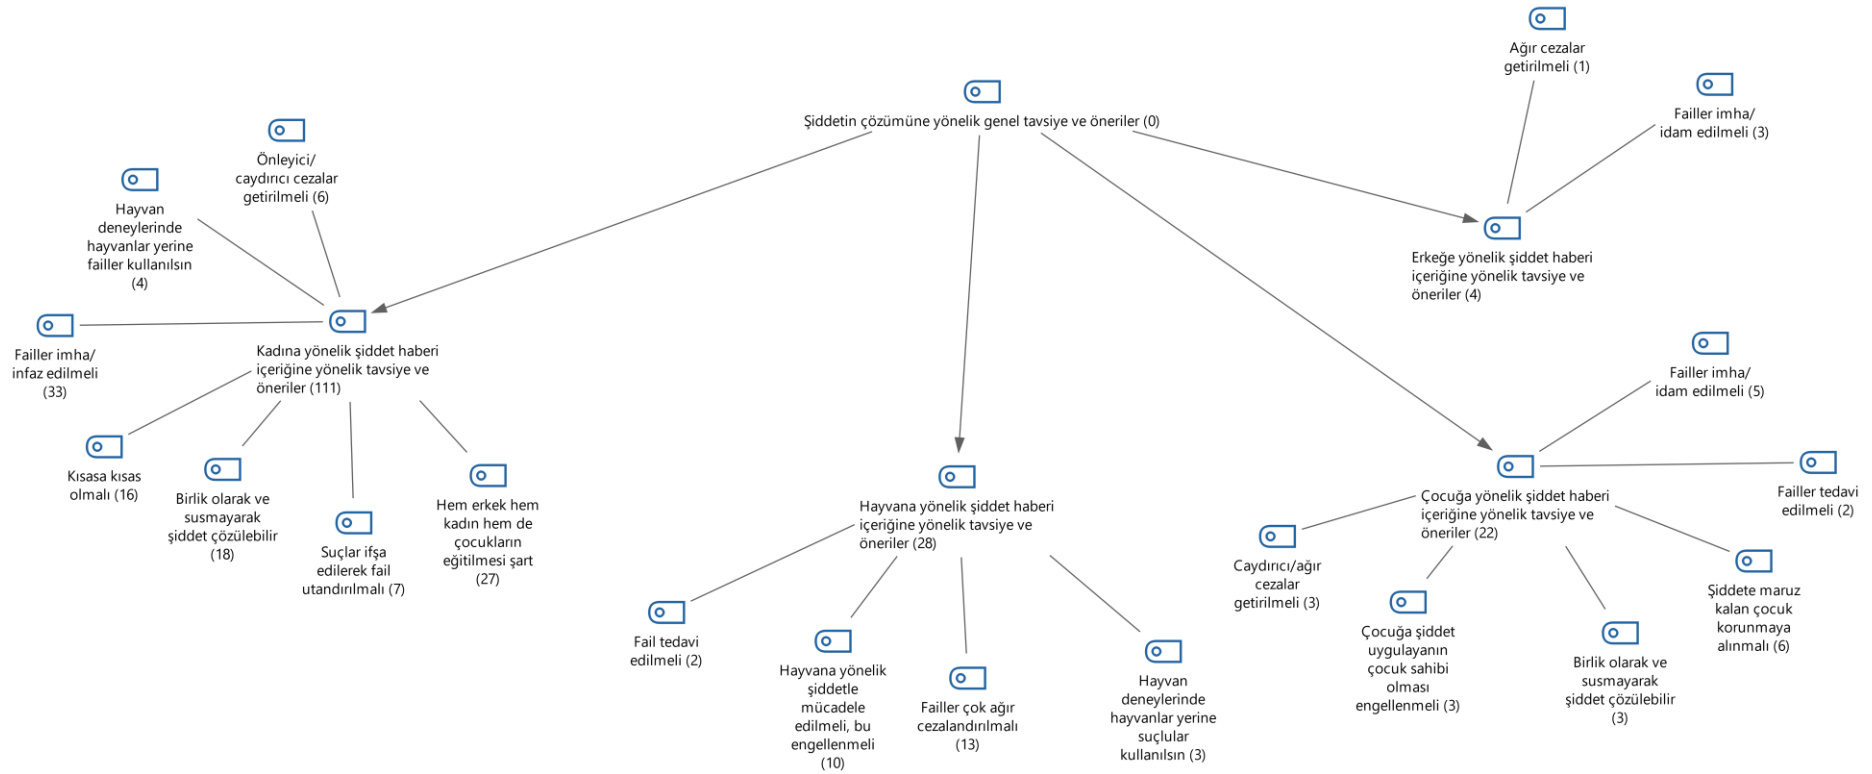 Şiddetin çözümüne yönelik genel tavsiye ve öneriler (0)
Ağır cezalar
getirilmeli (1)
Failler imha/
idam edilmeli (3)
Erkeğe yönelik şiddet haberi
içeriğine yönelik tavsiye ve
öneriler (4)
Önleyici/
caydırıcı cezalar
getirilmeli (6)
Hayvan
deneylerinde
hayvanlar yerine
failler kullanılsın
(4)
Failler imha/
infaz edilmeli
(33)
Kadına yönelik şiddet haberi
içeriğine yönelik tavsiye ve
öneriler (111)
Kısasa kısas
olmalı (16)
Birlik olarak ve
susmayarak
şiddet çözülebilir
(18)
Suçlar ifşa
edilerek fail
utandırılmalı (7)
Hem erkek hem
kadın hem de
çocukların
eğitilmesi şart
(27)
Hayvana yönelik şiddet haberi
içeriğine yönelik tavsiye ve
öneriler (28)
Fail tedavi
edilmeli (2)
Hayvana yönelik
şiddetle
mücadele
edilmeli, bu
engellenmeli
(10)
Failler çok ağır
cezalandırılmalı
(13)
Hayvan
deneylerinde
hayvanlar yerine
suçlular
kullanılsın (3)
Failler imha/
idam edilmeli (5)
Failler tedavi
edilmeli (2)
Çocuğa yönelik şiddet haberi
içeriğine yönelik tavsiye ve
öneriler (22)
Caydırıcı/ağır
cezalar
getirilmeli (3)
Çocuğa şiddet
uygulayanın
çocuk sahibi
olması
engellenmeli (3)
Birlik olarak ve
susmayarak
şiddet çözülebilir
(3)
Şiddete maruz
kalan çocuk
korunmaya
alınmalı (6)